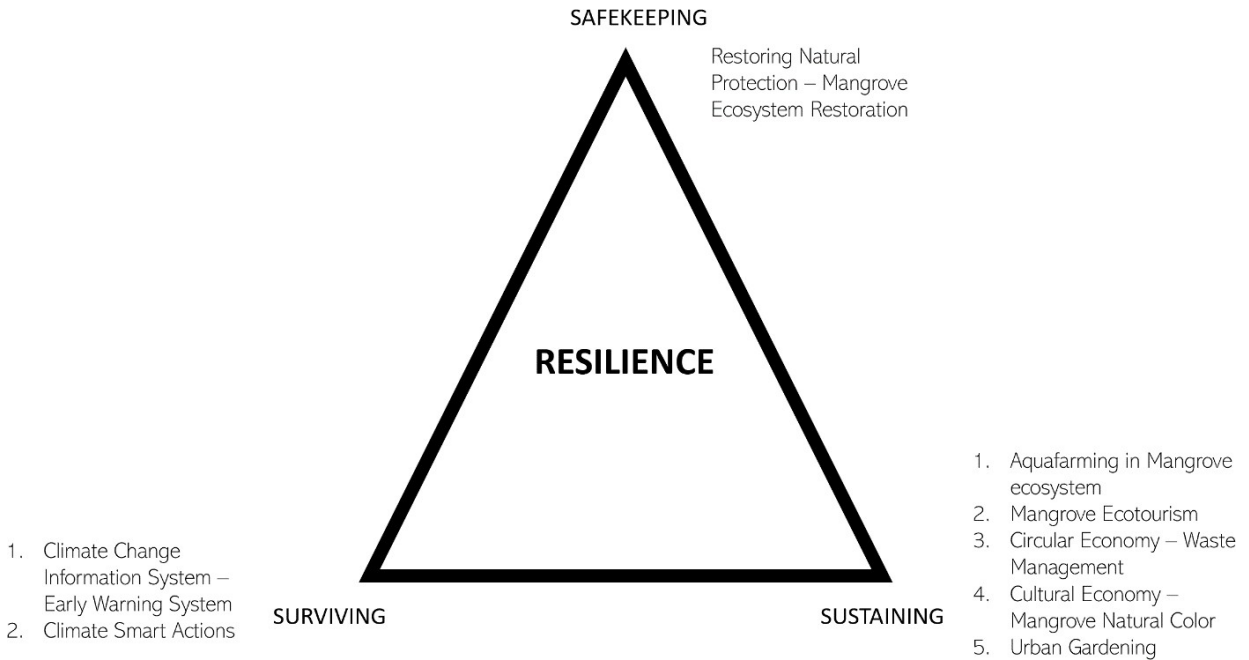 SAFEKEEPING
Restoring Natural
Protection – Mangrove
Ecosystem Restoration
RESILIENCE
1. Aquafarming in Mangrove
ecosystem
2. Mangrove Ecotourism
3. Circular Economy – Waste
Management
4. Cultural Economy –
Mangrove Natural Color
5. Urban Gardening
1. Climate Change
Information System –
Early Warning System
2. Climate Smart Actions
SURVIVING
SUSTAINING